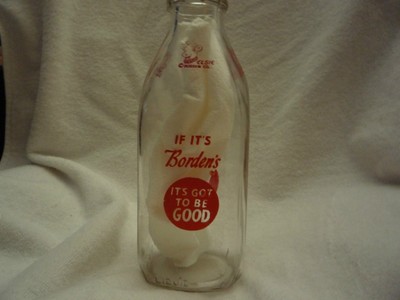 IF IT'S
Borden's
IT'S GOT
TO BE
GOOD